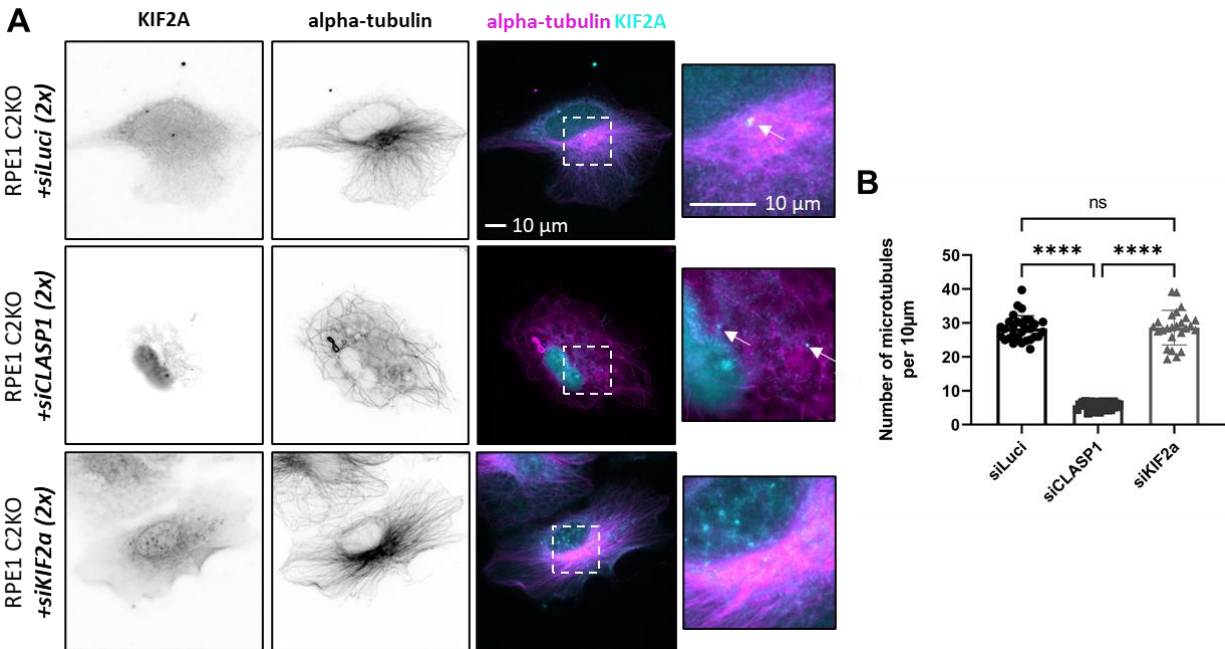 A
KIF2A
alpha-tubulin
alpha-tubulin KIF2A
RPE1 C2KO
+siLuci (2x)
10 µm
10 µm
RPE1 C2KO
+siCLASP1 (2x)
RPE1 C2KO
+siKIF2a (2x)
B
ns
**** ****
Number of microtubules
per 10µm
50
40
30
20
10
0
siLuci
siCLASP1
siKIF2a